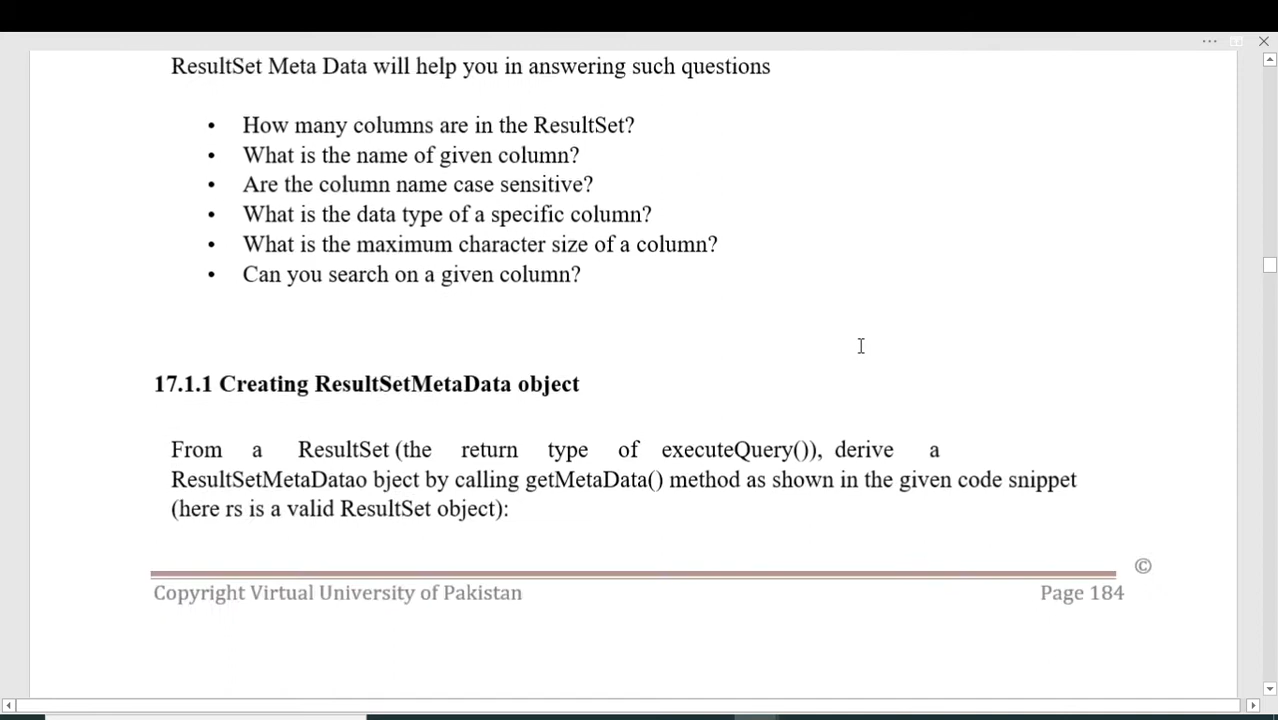 ResultSet Meta Data will help you in answering such questions
• How many columns are in the ResultSet?
• What is the name of given column?
• Are the column name case sensitive?
• What is the data type of a specific column?
• What is the maximum character size of a column?
• Can you search on a given column?
17.1.1 Creating ResultSetMetaData object
From a ResultSet (the return type of executeQuery()), derive a
ResultSetMetaDatao bject by calling getMetaData() method as shown in the given code snippet
(here rs is a valid ResultSet object):
©
Copyright Virtual University of Pakistan Page 184